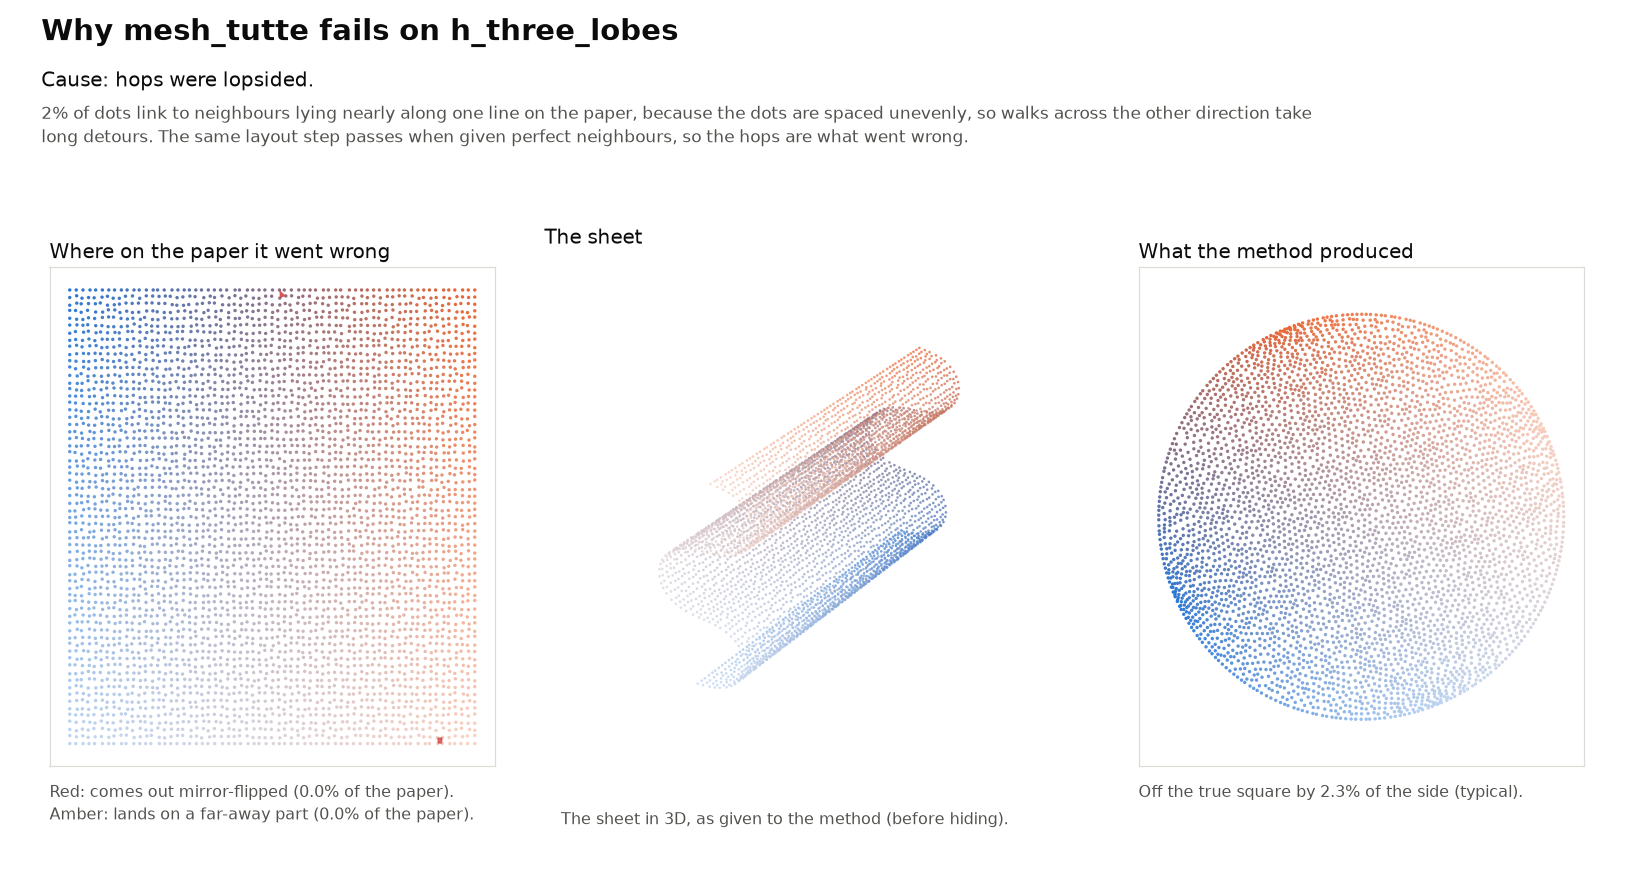 Why mesh_tutte fails on h_three_lobes
Cause: hops were lopsided.
2% of dots link to neighbours lying nearly along one line on the paper, because the dots are spaced unevenly, so walks across the other direction take
long detours. The same layout step passes when given perfect neighbours, so the hops are what went wrong.
Where on the paper it went wrong
The sheet
What the method produced
Red: comes out mirror-flipped (0.0% of the paper).
Amber: lands on a far-away part (0.0% of the paper).
The sheet in 3D, as given to the method (before hiding).
Off the true square by 2.3% of the side (typical).